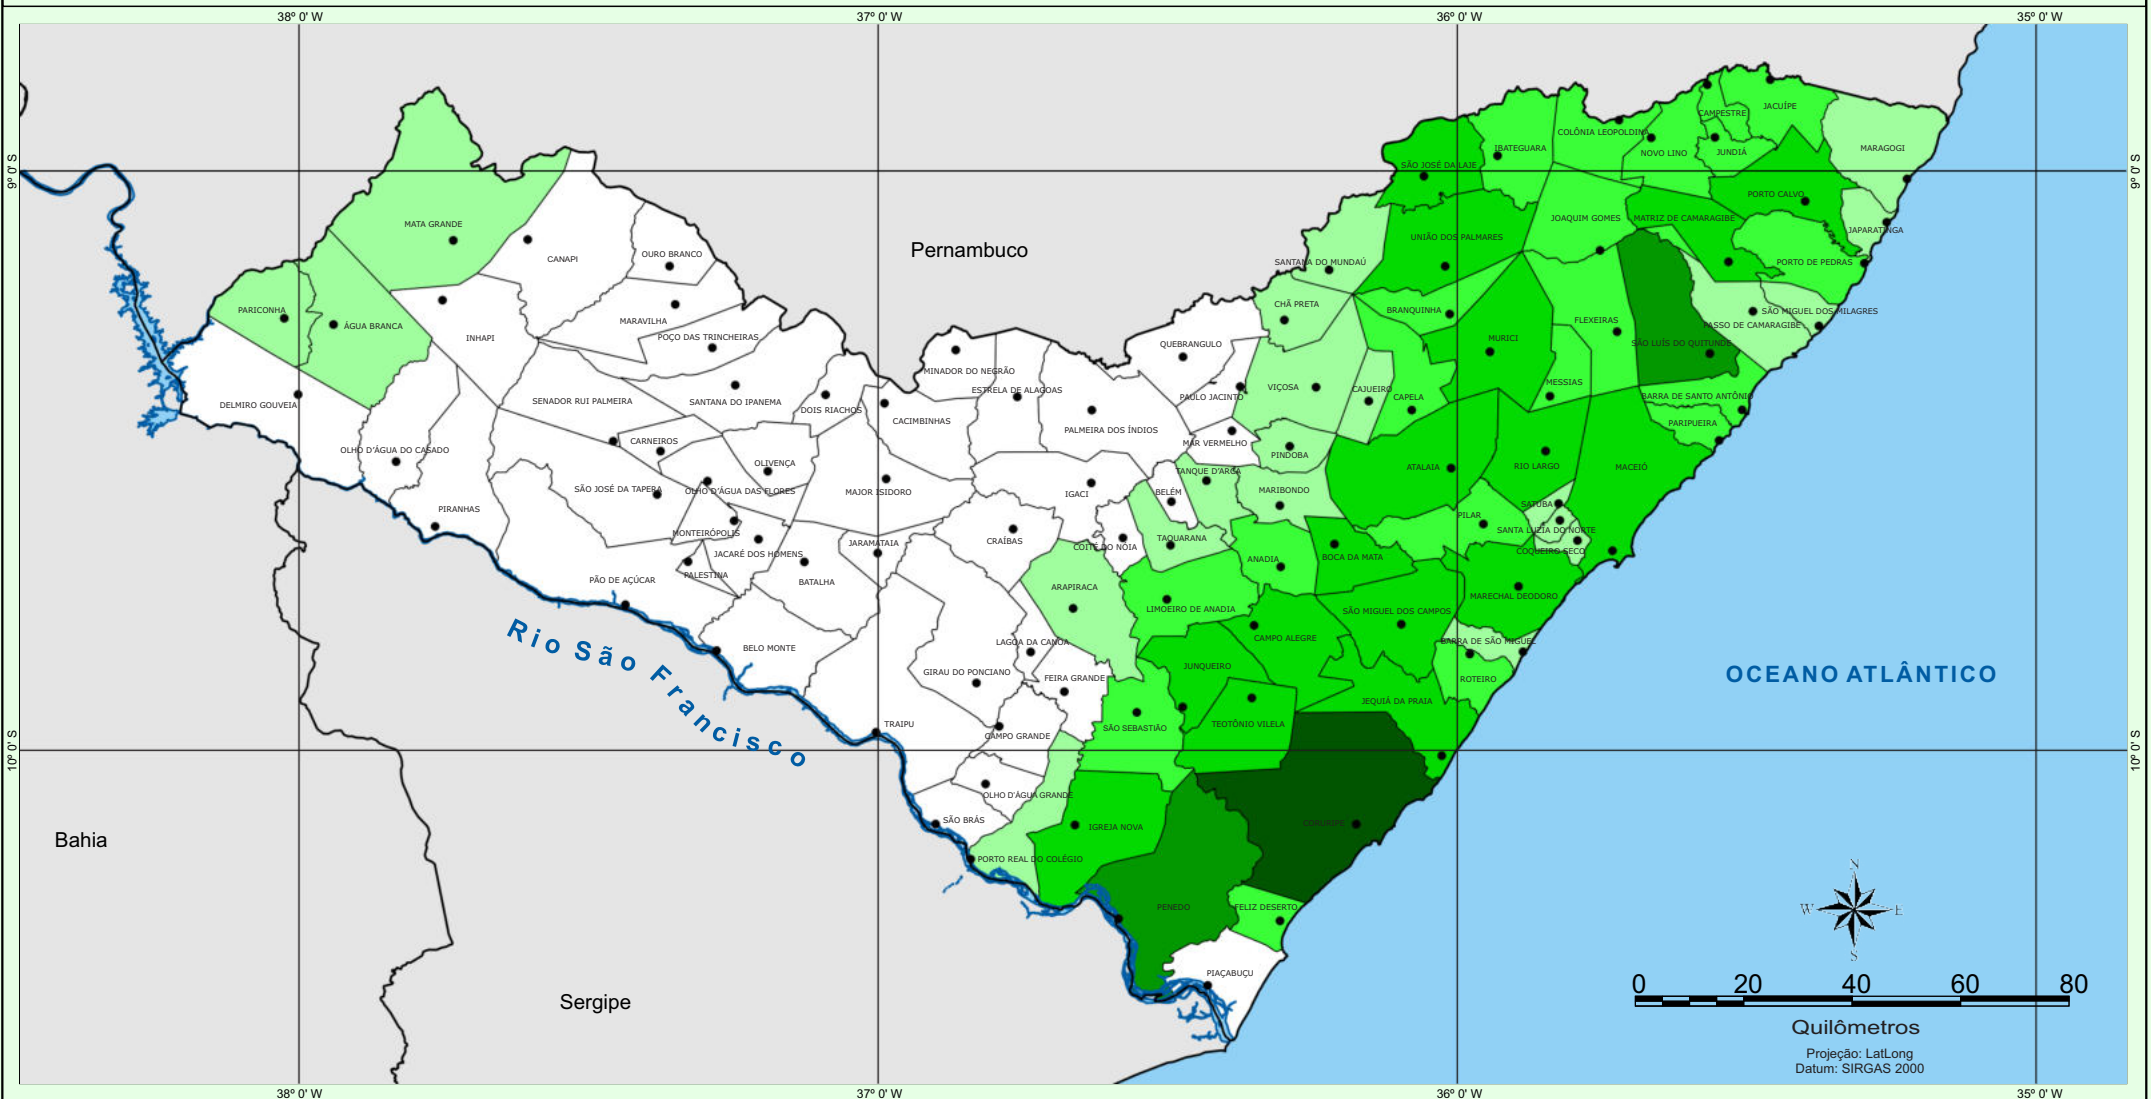 38º 0' W
37º 0' W
36º 0' W
35º 0' W
9º 0' S
9º 0' S
10º 0' S
10º 0' S
JACUÍPE
CAMPESTRE
COLÔNIA LEOPOLDINA
IBATEGUARA
NOVO LINO
JUNDIÁ
MARAGOGI
SÃO JOSÉ DA LAJE
PORTO CALVO
JOAQUIM GOMES
MATRIZ DE CAMARAGIBE
JAPARATINGA
MATA GRANDE
UNIÃO DOS PALMARES
Pernambuco
OURO BRANCO
CANAPI
SANTANA DO MUNDAÚ
PORTO DE PEDRAS
CHÃ PRETA
PARICONHA
ÁGUA BRANCA
BRANQUINHA
SÃO MIGUEL DOS MILAGRES
MARAVILHA
FLEXEIRAS
PASSO DE CAMARAGIBE
INHAPI
POÇO DAS TRINCHEIRAS
MURICI
QUEBRANGULO
SÃO LUÍS DO QUITUNDE
MINADOR DO NEGRÃO
MESSIAS
VIÇOSA
CAJUEIRO
ESTRELA DE ALAGOAS
PAULO JACINTO
CAPELA
BARRA DE SANTO ANTÔNIO
DELMIRO GOUVEIA
SENADOR RUI PALMEIRA
SANTANA DO IPANEMA
DOIS RIACHOS
CACIMBINHAS
PARIPUEIRA
PALMEIRA DOS ÍNDIOS
CARNEIROS
MAR VERMELHO
OLHO D'ÁGUA DO CASADO
PINDOBA
OLIVENÇA
TANQUE D'ARCA
ATALAIA
RIO LARGO
MACEIÓ
SÃO JOSÉ DA TAPERA
OLHO D'ÁGUA DAS FLORES
MAJOR ISIDORO
IGACI
BELÉM
MARIBONDO
SATUBA
PIRANHAS
PILAR
SANTA LUZIA DO NORTE
MONTEIRÓPOLIS
CRAÍBAS
JARAMATAIA
COITÉ DO NÓIA
TAQUARANA
COQUEIRO SECO
JACARÉ DOS HOMENS
ANADIA
BOCA DA MATA
PALESTINA
BATALHA
PÃO DE AÇÚCAR
ARAPIRACA
MARECHAL DEODORO
LIMOEIRO DE ANADIA
SÃO MIGUEL DOS CAMPOS
CAMPO ALEGRE
LAGOA DA CANOA
BARRA DE SÃO MIGUEL
Rio São Francisco
BELO MONTE
JUNQUEIRO
GIRAU DO PONCIANO
FEIRA GRANDE
ROTEIRO
OCEANO ATLÂNTICO
JEQUIÁ DA PRAIA
TRAIPU
SÃO SEBASTIÃO
TEOTÔNIO VILELA
CAMPO GRANDE
OLHO D'ÁGUA GRANDE
SÃO BRÁS
IGREJA NOVA
CORURIPE
Bahia
PORTO REAL DO COLÉGIO
PENEDO
FELIZ DESERTO
PIAÇABUÇU
Sergipe
N
W
E
S
0 20 40 60 80
Quilômetros
Projeção: LatLong
Datum: SIRGAS 2000
38º 0' W
37º 0' W
36º 0' W
35º 0' W